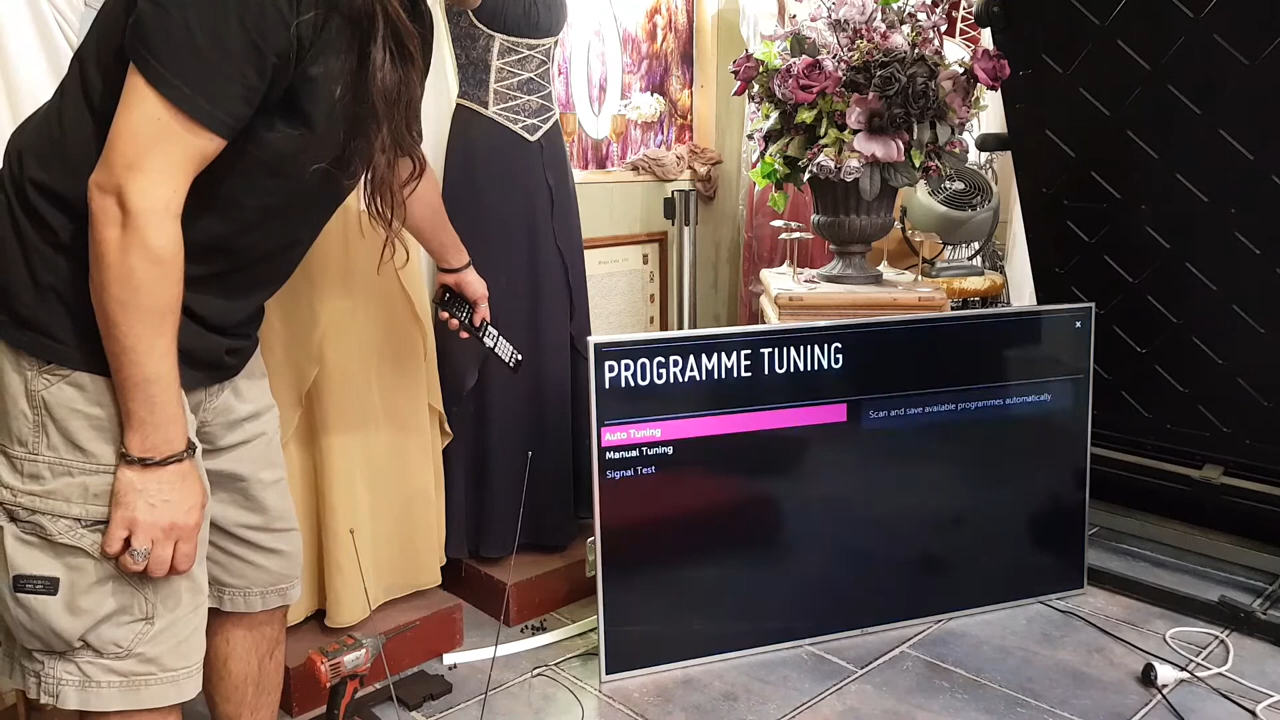 PROGRAMME TUNING
Auto Tuning
Manual Tuning
Signal Test
Scan and save available programmes automatically.